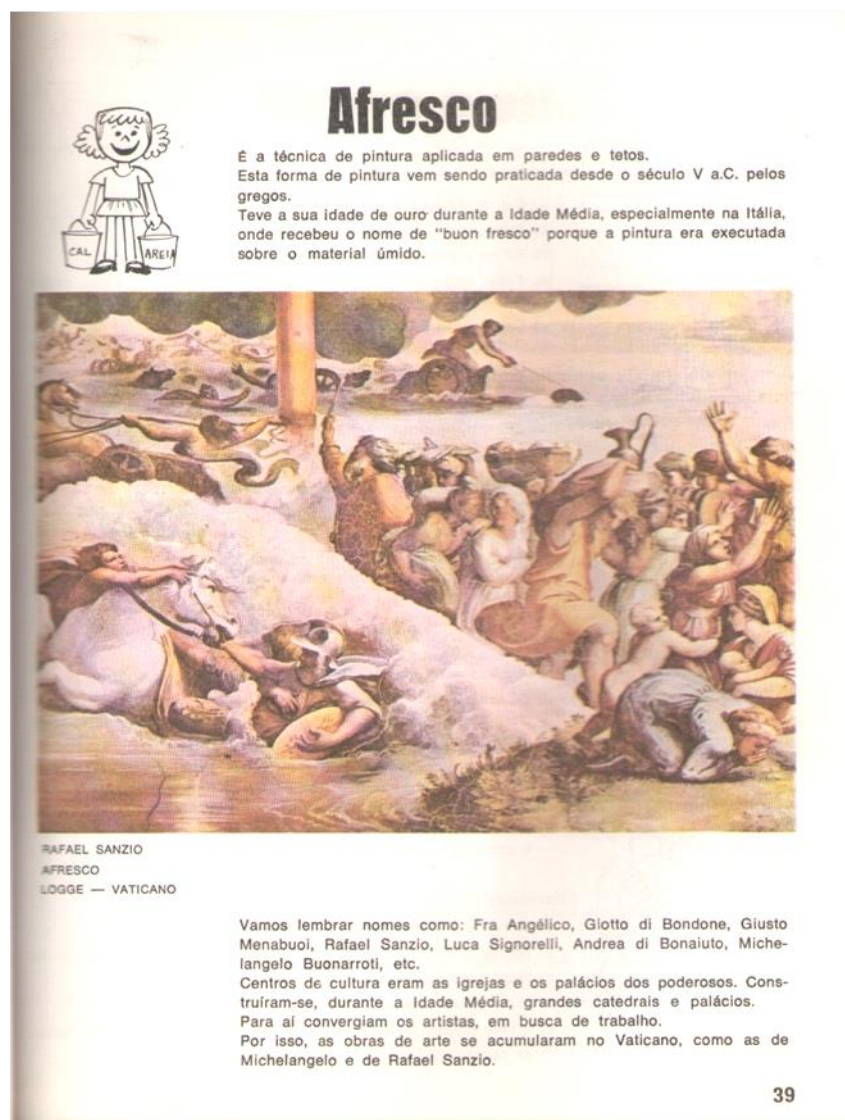 Afresco
É a técnica de pintura aplicada em paredes e tetos.
Esta forma de pintura vem sendo praticada desde o século V a.C. pelos
gregos.
Teve a sua idade de ouro durante a Idade Média, especialmente na Itália,
onde recebeu o nome de "buon fresco" porque a pintura era executada
sobre o material úmido.
CAL
AREIA
RAFAEL SANZIO
AFRESCO
LOGGE — VATICANO
Vamos lembrar nomes como: Fra Angélico, Giotto di Bondone, Giusto
Menabuoi, Rafael Sanzio, Luca Signorelli, Andrea di Bonaiuto, Miche-
langelo Buonarroti, etc.
Centros de cultura eram as igrejas e os palácios dos poderosos. Cons-
truíram-se, durante a Idade Média, grandes catedrais e palácios.
Para aí convergiam os artistas, em busca de trabalho.
Por isso, as obras de arte se acumularam no Vaticano, como as de
Michelangelo e de Rafael Sanzio.
39